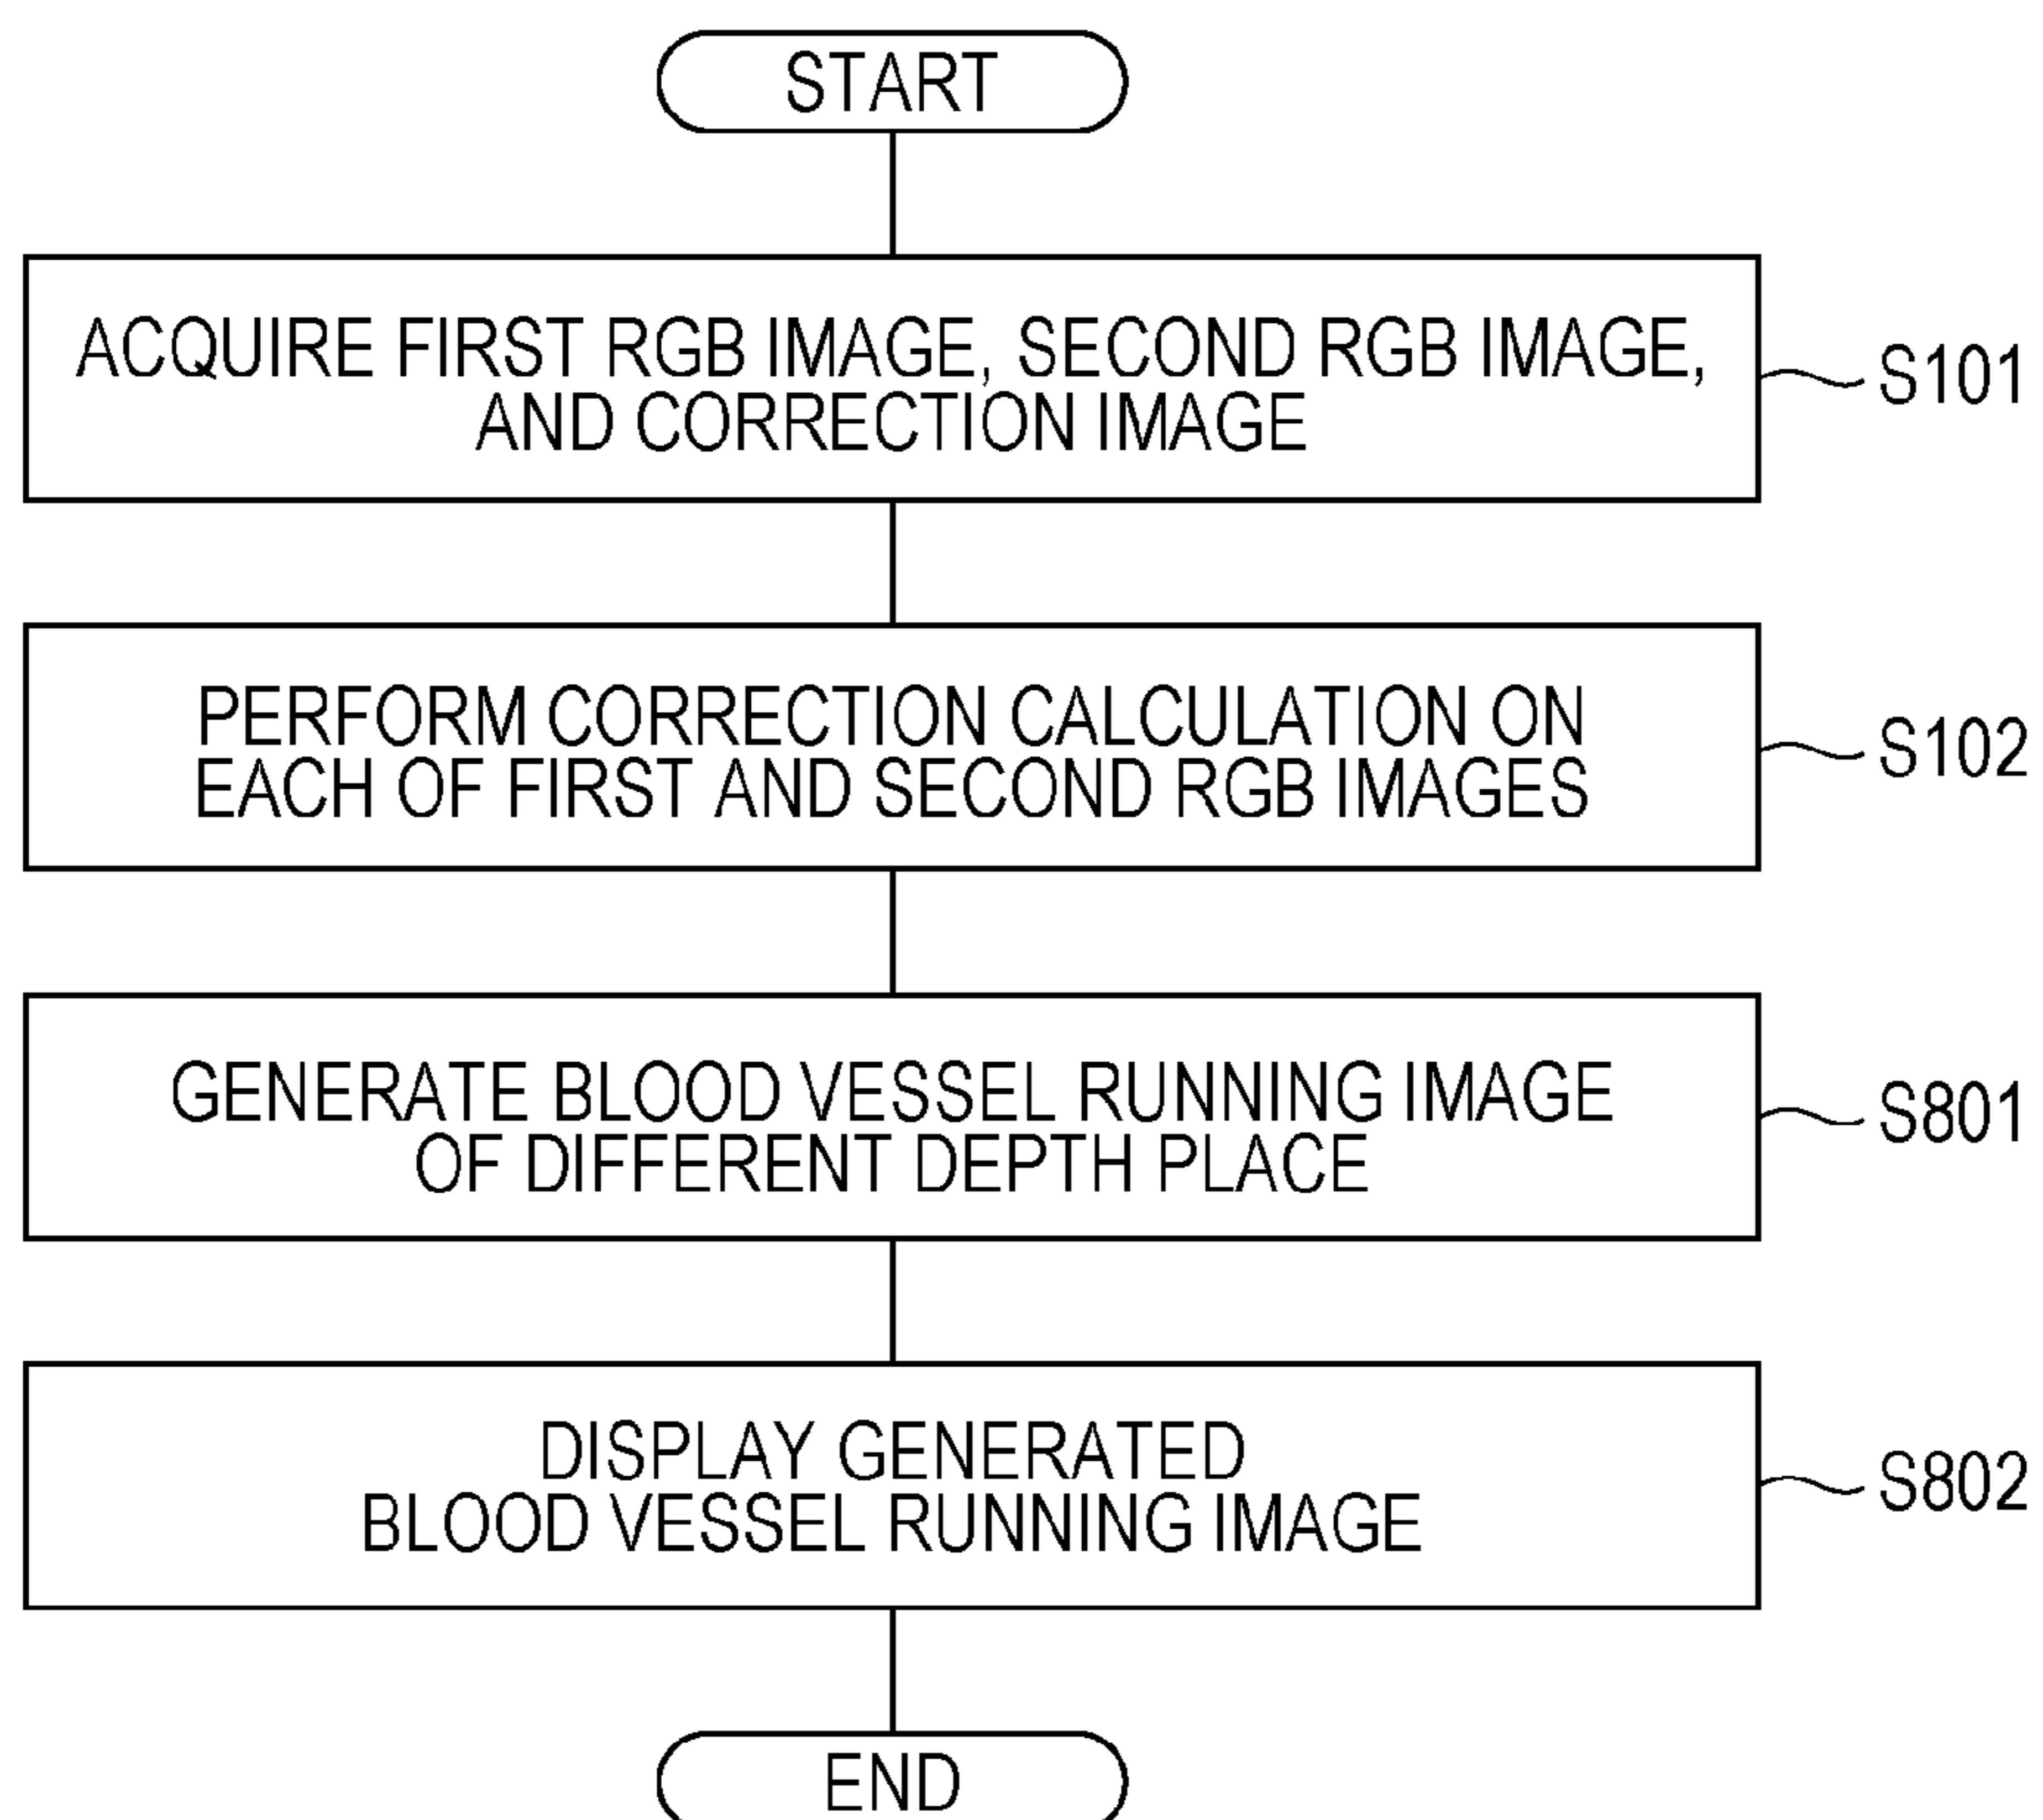 START
ACQUIRE FIRST RGB IMAGE, SECOND RGB IMAGE,
AND CORRECTION IMAGE
S101
PERFORM CORRECTION CALCULATION ON
EACH OF FIRST AND SECOND RGB IMAGES
S102
GENERATE BLOOD VESSEL RUNNING IMAGE
OF DIFFERENT DEPTH PLACE
S801
DISPLAY GENERATED
BLOOD VESSEL RUNNING IMAGE
S802
END